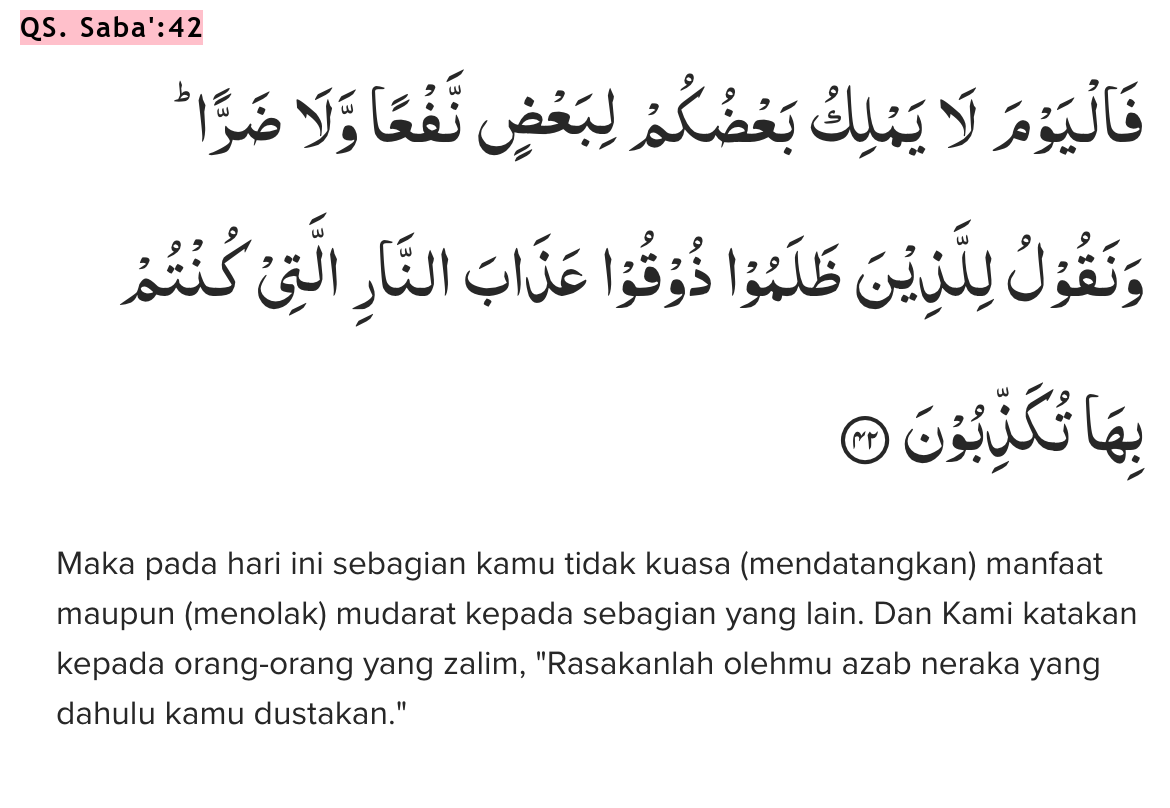 QS. Saba':42
فَالْيَوْمَ لَا يَمْلِكُ بَعْضُكُمْ لِبَعْضٍ نَّفْعًا وَّلَا ضَرًّا ۗ
وَنَقُوْلُ لِلَّذِيْنَ ظَلَمُوْا ذُوْقُوْا عَذَابَ النَّارِ الَّتِيْ كُنْتُمْ
بِهَا تُكَذِّبُوْنَ ۴۲
Maka pada hari ini sebagian kamu tidak kuasa (mendatangkan) manfaat
maupun (menolak) mudarat kepada sebagian yang lain. Dan Kami katakan
kepada orang-orang yang zalim, "Rasakanlah olehmu azab neraka yang
dahulu kamu dustakan."